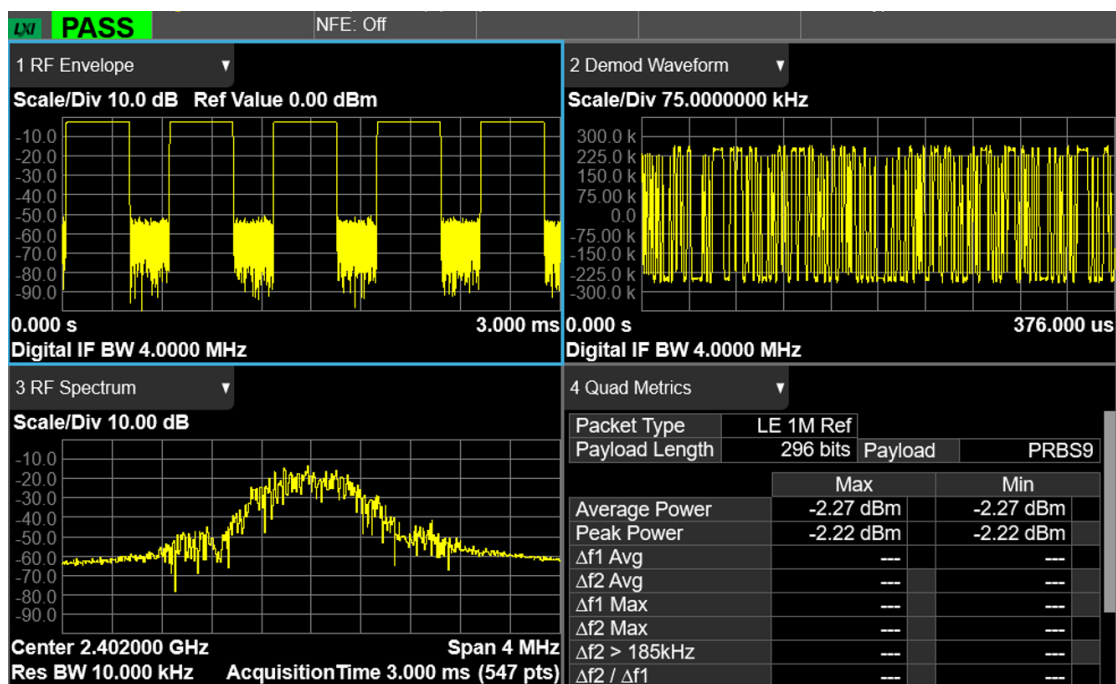 LXI PASS NFE: Off
1 RF Envelope
Scale/Div 10.0 dB Ref Value 0.00 dBm
-10.0
-20.0
-30.0
-40.0
-50.0
-60.0
-70.0
-80.0
-90.0
0.000 s 3.000 ms
Digital IF BW 4.0000 MHz
2 Demod Waveform
Scale/Div 75.0000000 kHz
300.0 k
225.0 k
150.0 k
75.00 k
0.0
-75.00 k
-150.0 k
-225.0 k
-300.0 k
0.000 s 376.000 us
Digital IF BW 4.0000 MHz
3 RF Spectrum
Scale/Div 10.00 dB
-10.0
-20.0
-30.0
-40.0
-50.0
-60.0
-70.0
-80.0
-90.0
Center 2.402000 GHz Span 4 MHz
Res BW 10.000 kHz AcquisitionTime 3.000 ms (547 pts)
4 Quad Metrics
Packet Type LE 1M Ref
Payload Length 296 bits Payload PRBS9
Max Min
Average Power -2.27 dBm -2.27 dBm
Peak Power -2.22 dBm -2.22 dBm
Δf1 Avg --- ---
Δf2 Avg --- ---
Δf1 Max --- ---
Δf2 Max --- ---
Δf2 > 185kHz --- ---
Δf2 / Δf1 --- ---